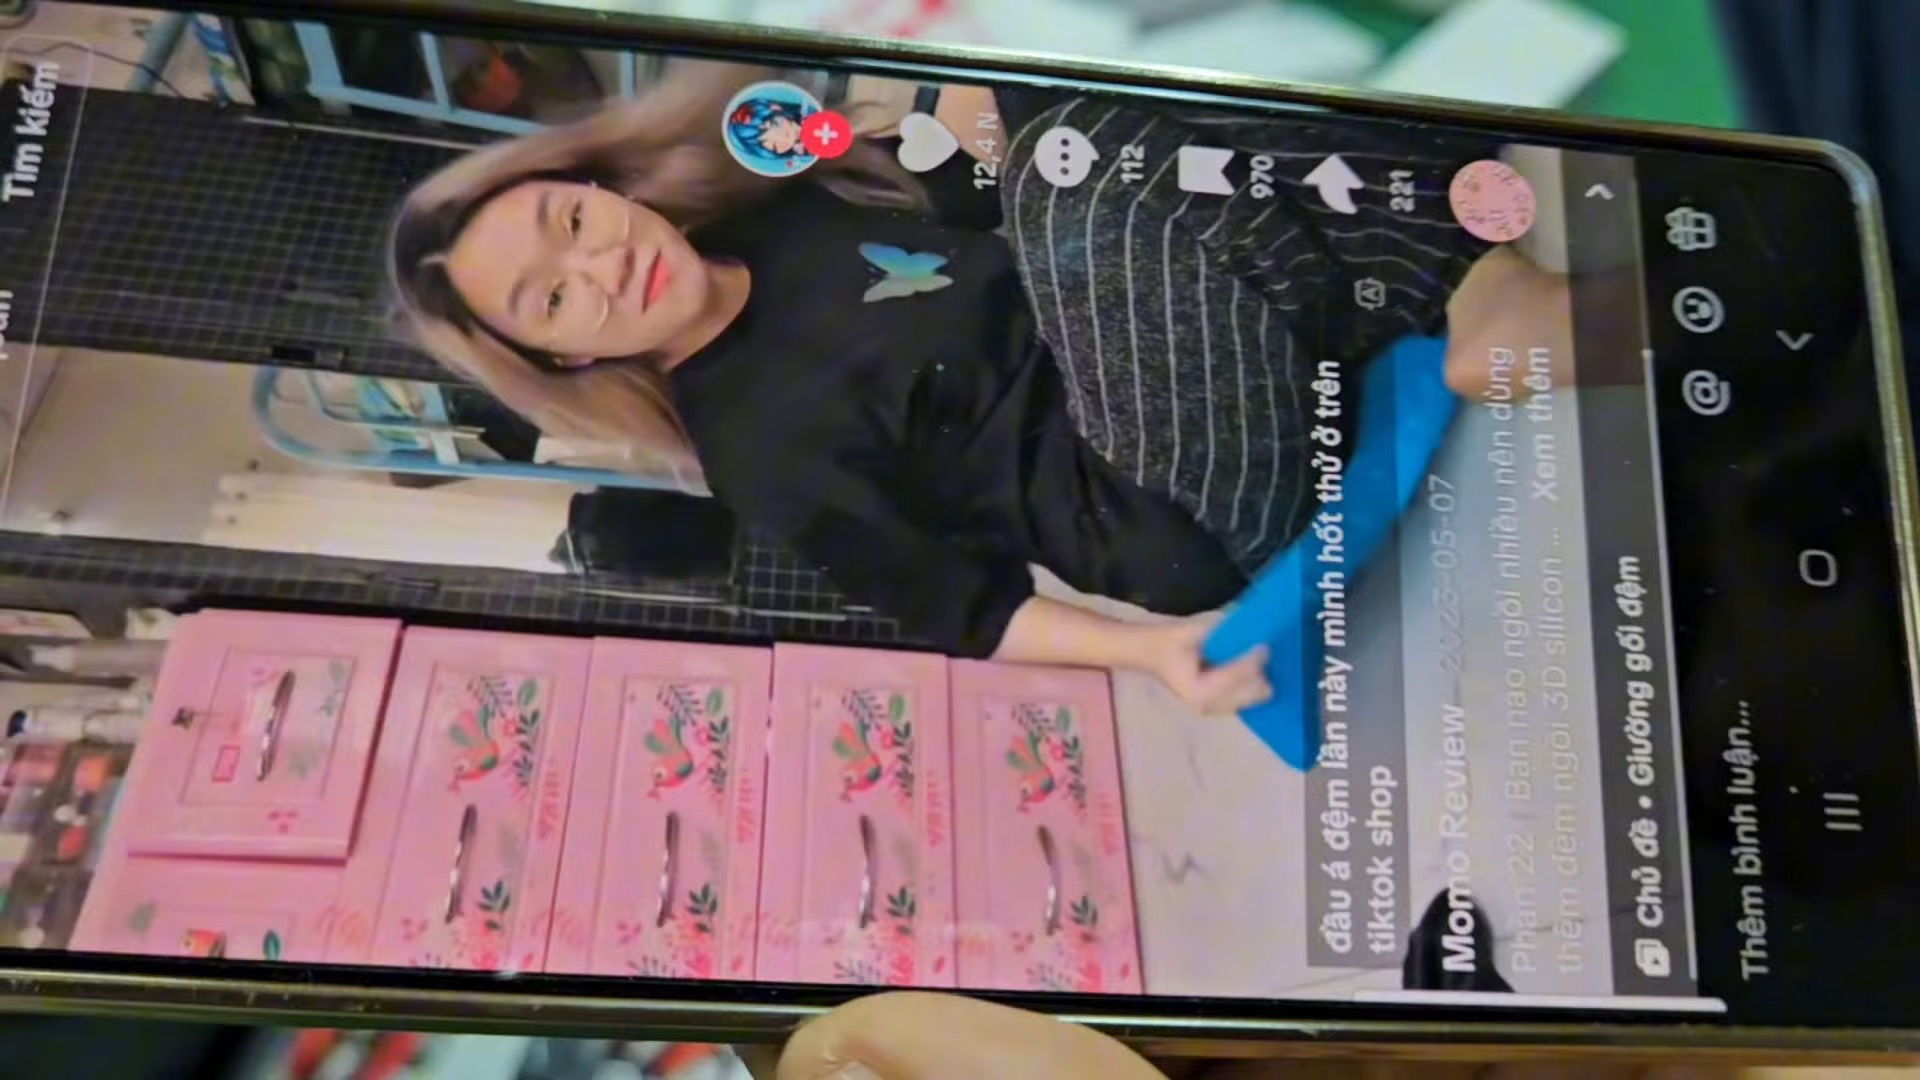 Tìm kiếm
12,4 N
112
970
221
đầu á đệm lần này mình hốt thử ở trên
tiktok shop
Momo Review 2023-05-07
Phần 22 | Bạn nào ngồi nhiều nên dùng
thêm đệm ngồi 3D silicon ... Xem thêm
Chủ đề • Giường gối đệm
Thêm bình luận...